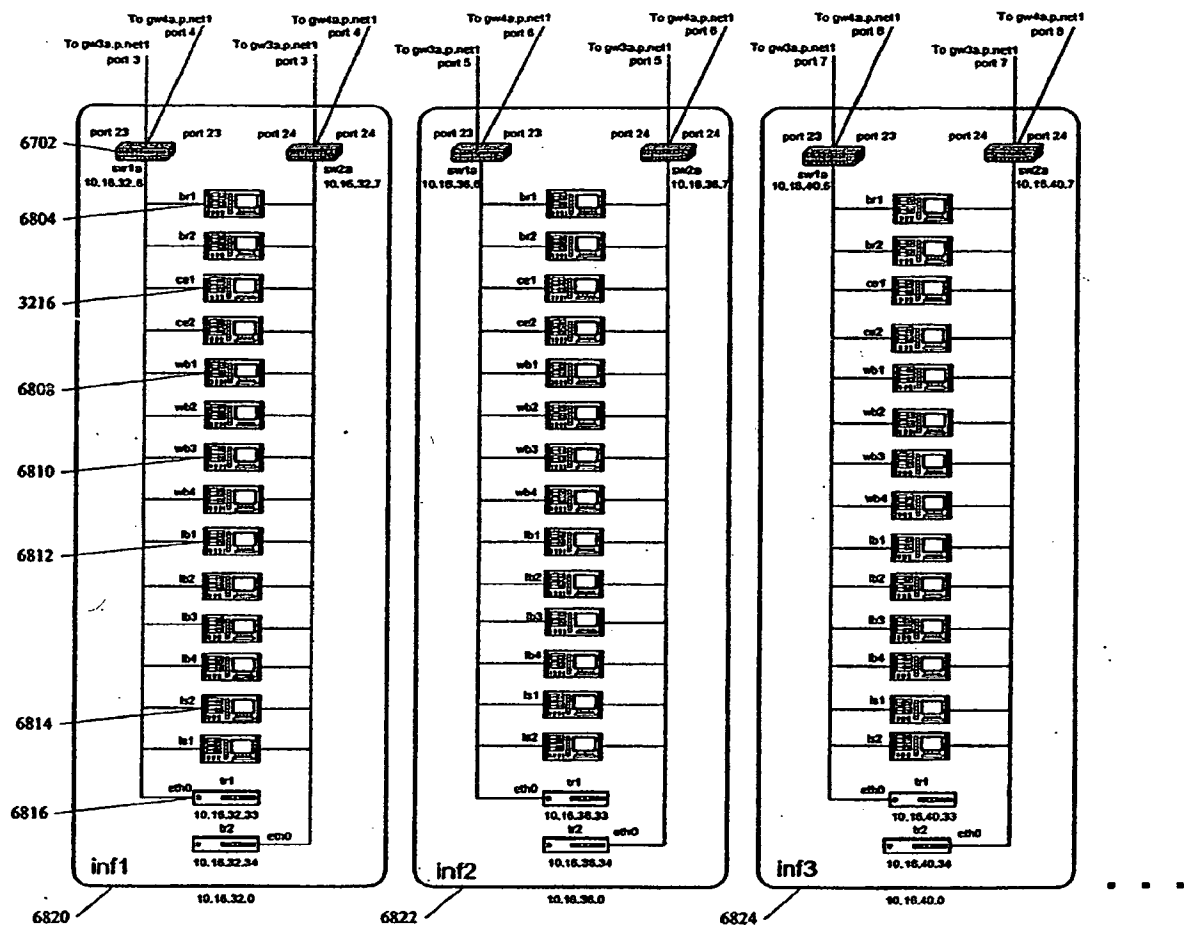 To gw4a.p.net1
port 4
To gw3a.p.net1
port 3
To gw4a.p.net1
port 4
To gw3a.p.net1
port 3
To gw4a.p.net1
port 6
To gw3a.p.net1
port 5
To gw4a.p.net1
port 6
To gw3a.p.net1
port 5
To gw4a.p.net1
port 8
To gw3a.p.net1
port 7
To gw4a.p.net1
port 8
To gw3a.p.net1
port 7
6702
6804
3216
6808
6810
6812
6814
6816
port 23
port 23
port 24
port 24
sw1a
10.16.32.6
sw2a
10.16.32.7
br1
br2
ce1
ce2
wb1
wb2
wb3
wb4
lb1
lb2
lb3
lb4
ls2
ls1
tr1
eth0
10.16.32.33
tr2
eth0
10.16.32.34
inf1
10.16.32.0
6820
port 23
port 23
port 24
port 24
sw1a
10.16.36.6
sw2a
10.16.36.7
br1
br2
ce1
ce2
wb1
wb2
wb3
wb4
lb1
lb2
lb3
lb4
ls1
ls2
tr1
eth0
10.16.36.33
tr2
eth0
10.16.36.34
inf2
10.16.36.0
6822
port 23
port 23
port 24
port 24
sw1a
10.16.40.6
sw2a
10.16.40.7
br1
br2
ce1
ce2
wb1
wb2
wb3
wb4
lb1
lb2
lb3
lb4
ls1
ls2
tr1
eth0
10.16.40.33
tr2
eth0
10.16.40.34
inf3
10.16.40.0
6824
. . .